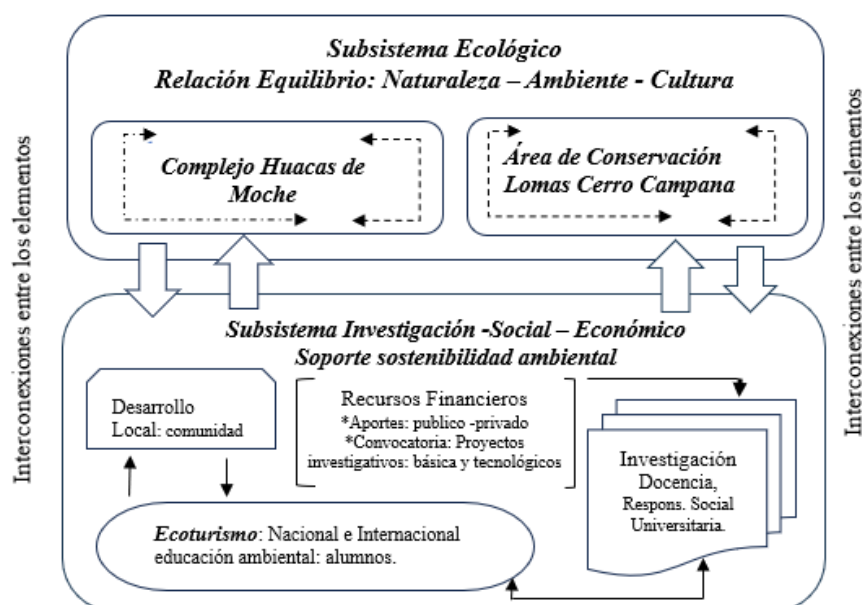 Subsistema Ecológico
Relación Equilibrio: Naturaleza – Ambiente - Cultura
Interconexiones entre los elementos
Complejo Huacas de
Moche
Área de Conservación
Lomas Cerro Campana
Interconexiones entre los elementos
Subsistema Investigación -Social – Económico
Soporte sostenibilidad ambiental
Desarrollo
Local: comunidad
Recursos Financieros
*Aportes: publico -privado
*Convocatoria: Proyectos
investigativos: básica y tecnológicos
Investigación
Docencia,
Respons. Social
Universitaria.
Ecoturismo: Nacional e Internacional
educación ambiental: alumnos.